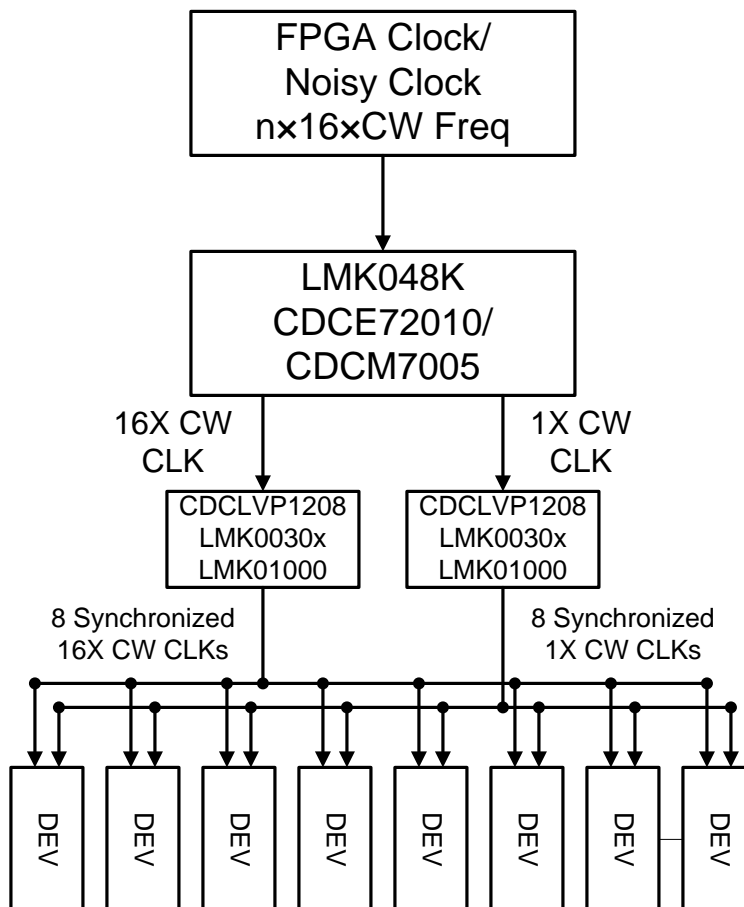 FPGA Clock/
Noisy Clock
n×16×CW Freq
LMK048K
CDCE72010/
CDCM7005
16X CW
CLK
1X CW
CLK
CDCLVP1208
LMK0030x
LMK01000
CDCLVP1208
LMK0030x
LMK01000
8 Synchronized
16X CW CLKs
8 Synchronized
1X CW CLKs
DEV
DEV
DEV
DEV
DEV
DEV
DEV
DEV